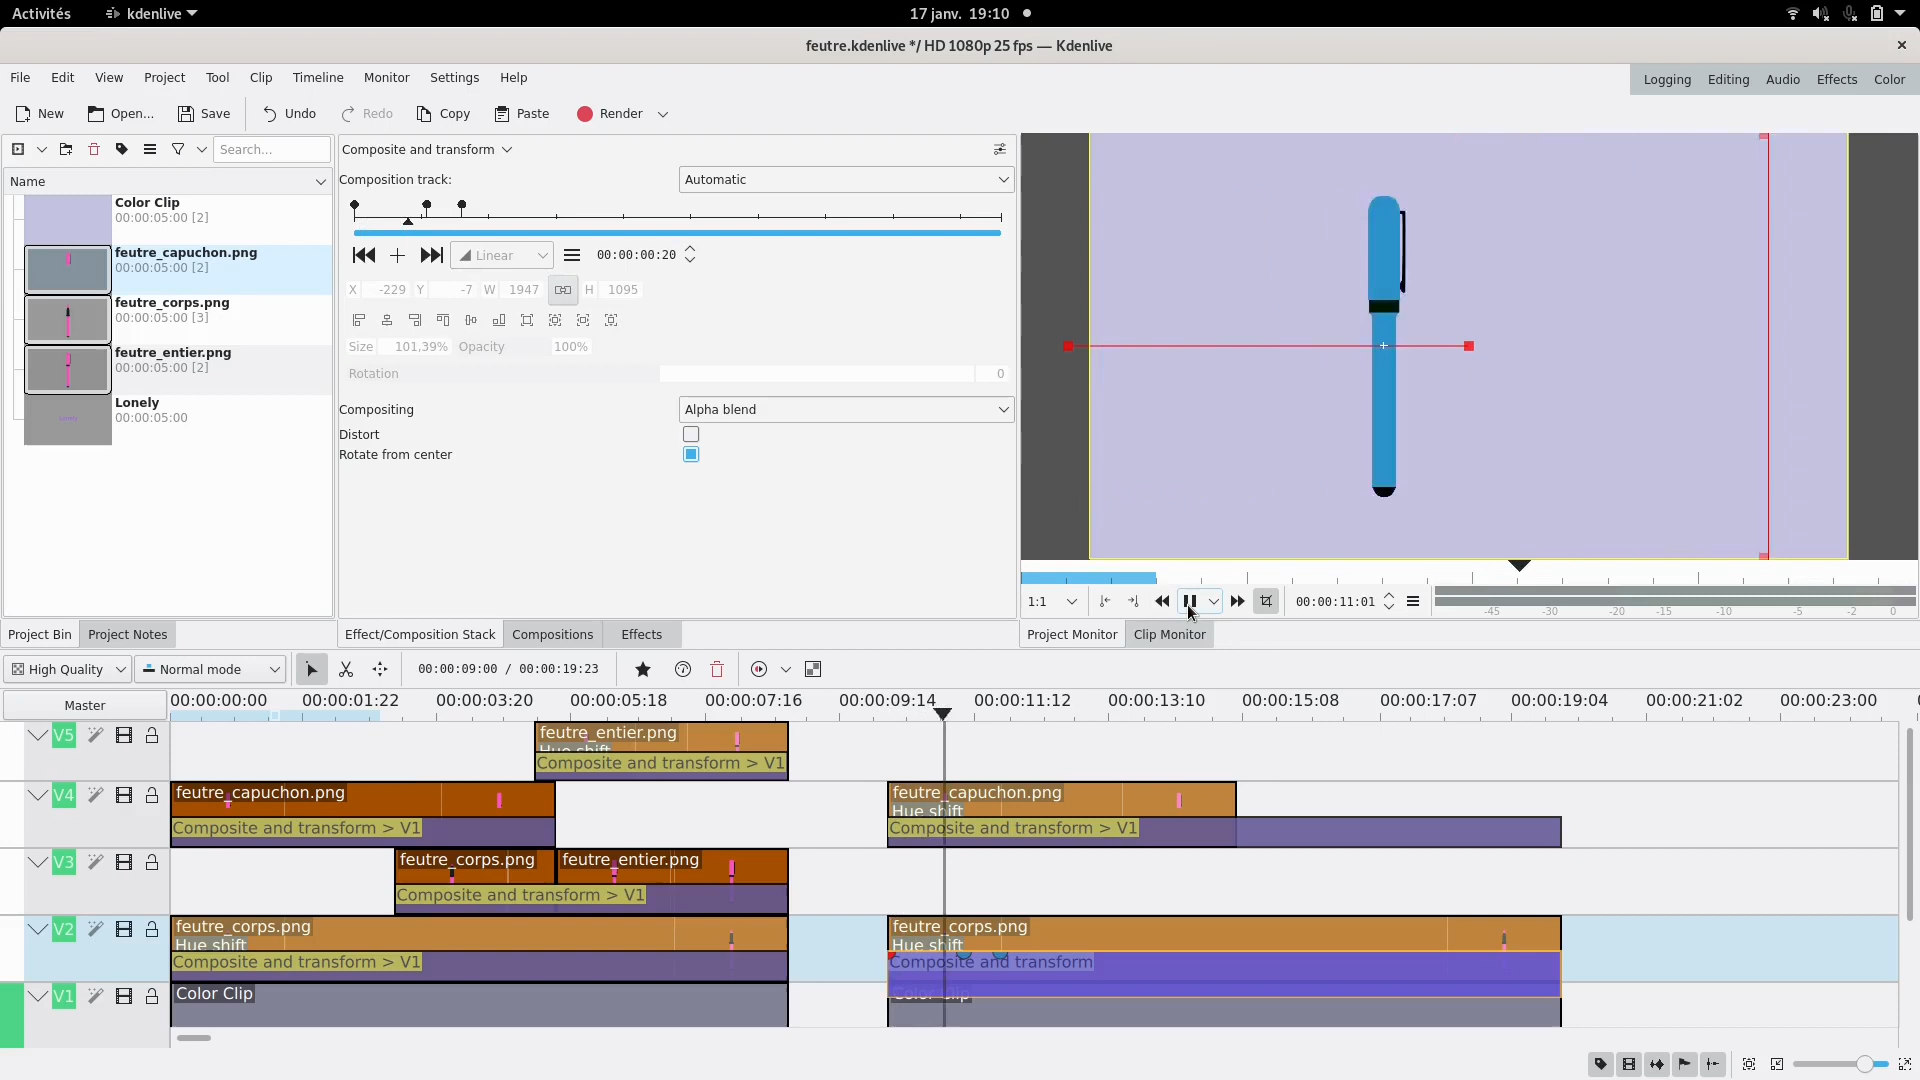 Activités kdenlive 17 janv. 19:10
feutre.kdenlive */ HD 1080p 25 fps — Kdenlive
File Edit View Project Tool Clip Timeline Monitor Settings Help
Logging Editing Audio Effects Color
New Open... Save Undo Redo Copy Paste Render
Search...
Composite and transform
Name
Composition track: Automatic
Color Clip
00:00:05:00 [2]
feutre_capuchon.png
00:00:05:00 [2]
feutre_corps.png
00:00:05:00 [3]
feutre_entier.png
00:00:05:00 [2]
Lonely
00:00:05:00
Linear 00:00:00:20
X -229 Y -7 W 1947 H 1095
Size 101,39% Opacity 100%
Rotation 0
Compositing Alpha blend
Distort
Rotate from center
1:1 00:00:11:01
-45 -30 -20 -15 -10 -5 -2 0
Project Bin Project Notes
Effect/Composition Stack Compositions Effects
Project Monitor Clip Monitor
High Quality Normal mode 00:00:09:00 / 00:00:19:23
Master
00:00:00:00 00:00:01:22 00:00:03:20 00:00:05:18 00:00:07:16 00:00:09:14 00:00:11:12 00:00:13:10 00:00:15:08 00:00:17:07 00:00:19:04 00:00:21:02 00:00:23:00
V5
feutre_entier.png
Hue shift
Composite and transform > V1
V4
feutre_capuchon.png
Composite and transform > V1
feutre_capuchon.png
Hue shift
Composite and transform > V1
V3
feutre_corps.png
feutre_entier.png
Composite and transform > V1
V2
feutre_corps.png
Hue shift
Composite and transform > V1
feutre_corps.png
Hue shift
Composite and transform
V1
Color Clip
Color Clip